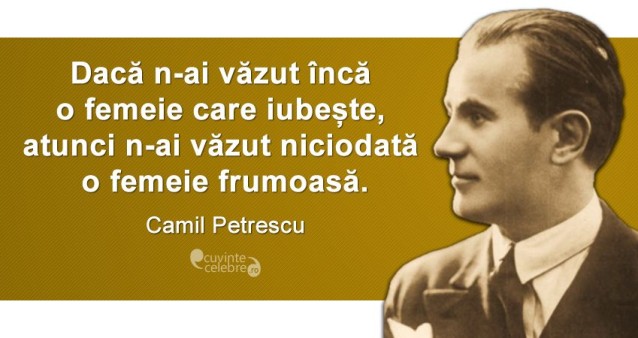 Dacă n-ai văzut încă
o femeie care iubește,
atunci n-ai văzut niciodată
o femeie frumoasă.
Camil Petrescu
cuvinte
celebre.ro